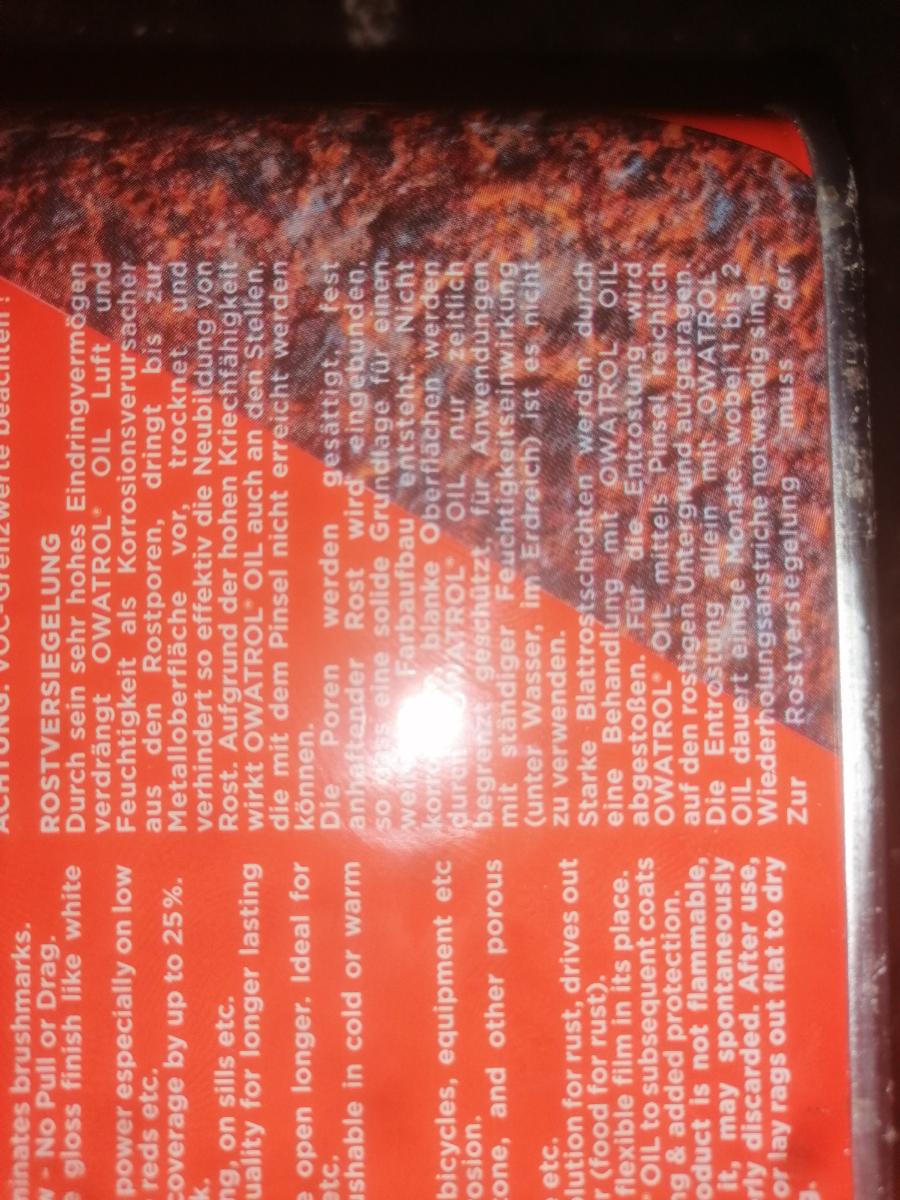 minates brushmarks.
w - No Pull or Drag.
e gloss finish like white
power especially on low
reds etc.
coverage by up to 25%.
k.
ng, on sills etc.
uality for longer lasting
e open longer. Ideal for
etc.
ushable in cold or warm
bicycles, equipment etc
osion.
one, and other porous
etc.
olution for rust, drives out
r (food for rust).
flexible film in its place.
OIL to subsequent coats
g & added protection.
oduct is not flammable,
it, may spontaneously
rly discarded. After use,
or lay rags out flat to dry
ACHTUNG: VOC-Grenzwerte beachten !
ROSTVERSIEGELUNG
Durch sein sehr hohes Eindringvermögen
verdrängt OWATROL® OIL Luft und
Feuchtigkeit als Korrosionsverursacher
aus den Rostporen, dringt bis zur
Metalloberfläche vor, trocknet und
verhindert so effektiv die Neubildung von
Rost. Aufgrund der hohen Kriechfähigkeit
wirkt OWATROL® OIL auch an den Stellen,
die mit dem Pinsel nicht erreicht werden
können.
Die Poren werden gesättigt, fest
anhaftender Rost wird eingebunden,
so dass eine solide Grundlage für einen
Farbaufbau entsteht. Nicht
blanke Oberflächen werden
OWATROL® OIL nur zeitlich
begrenzt geschützt, für Anwendungen
mit ständiger Feuchtigkeitseinwirkung
(unter Wasser, im Erdreich) ist es nicht
zu verwenden.
Starke Blattrostschichten werden durch
eine Behandlung mit OWATROL® OIL
abgestoßen. Für die Entrostung wird
OWATROL® OIL mittels Pinsel reichlich
auf den rostigen Untergrund aufgetragen.
Die Entrostung allein mit OWATROL®
OIL dauert einige Monate, wobei 1 bis 2
Wiederholungsanstriche notwendig sind.
Zur Rostversiegelung muss der